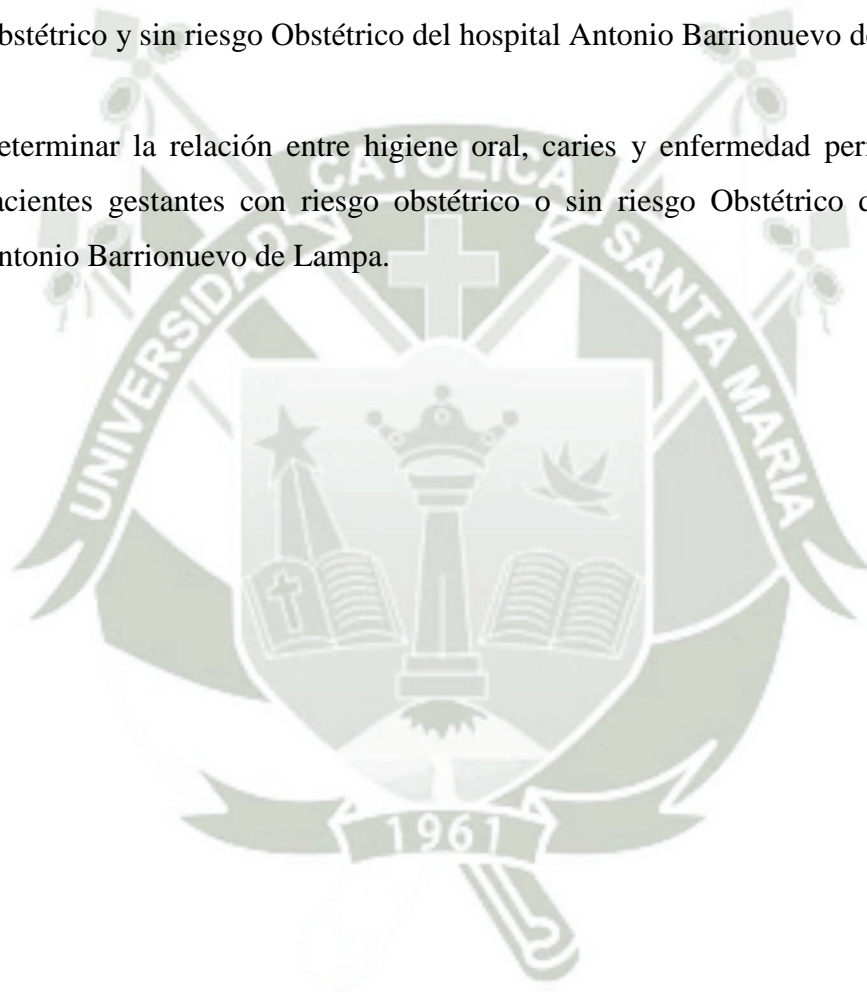 bstétrico y sin riesgo Obstétrico del hospital Antonio Barrionuevo d
eterminar la relación entre higiene oral, caries y enfermedad per
acientes gestantes con riesgo obstétrico o sin riesgo Obstétrico
ntonio Barrionuevo de Lampa.
UNIVERSIDAD CATOLICA SANTA MARIA
1961